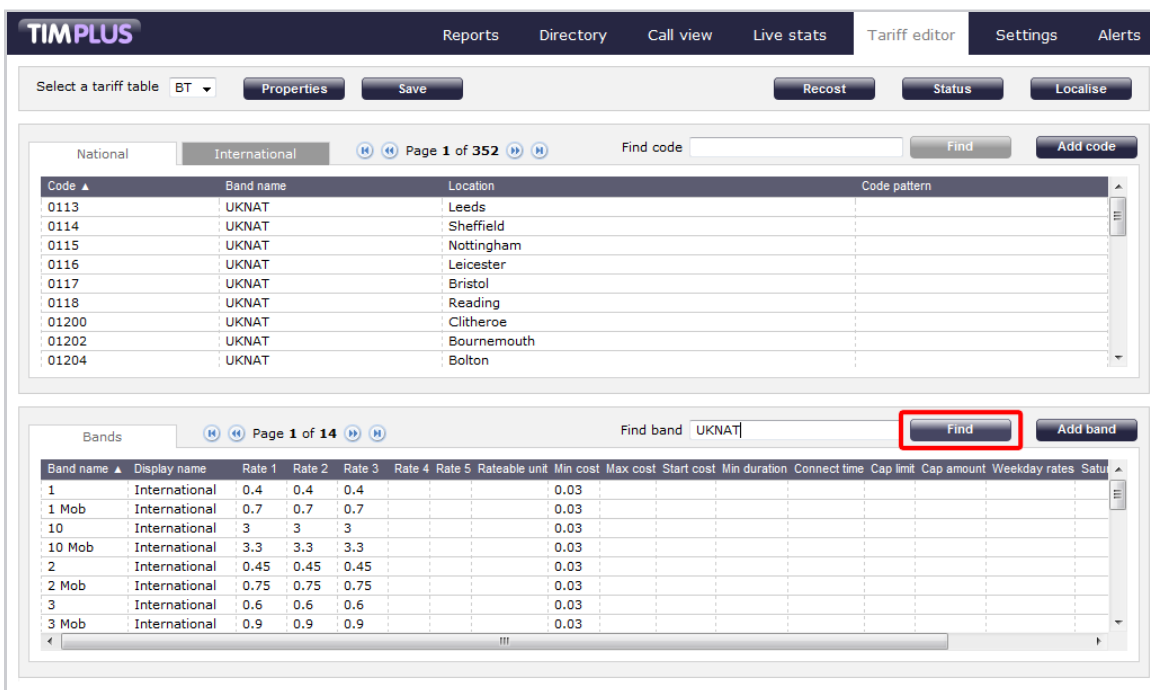 TIMPLUS Reports Directory Call view Live stats Tariff editor Settings Alerts
Select a tariff table BT Properties Save Recost Status Localise
National International Page 1 of 352 Find code Find Add code
Code ▲ Band name Location Code pattern
0113 UKNAT Leeds
0114 UKNAT Sheffield
0115 UKNAT Nottingham
0116 UKNAT Leicester
0117 UKNAT Bristol
0118 UKNAT Reading
01200 UKNAT Clitheroe
01202 UKNAT Bournemouth
01204 UKNAT Bolton
Bands Page 1 of 14 Find band UKNAT Find Add band
Band name ▲ Display name Rate 1 Rate 2 Rate 3 Rate 4 Rate 5 Rateable unit Min cost Max cost Start cost Min duration Connect time Cap limit Cap amount Weekday rates Satu
1 International 0.4 0.4 0.4 0.03
1 Mob International 0.7 0.7 0.7 0.03
10 International 3 3 3 0.03
10 Mob International 3.3 3.3 3.3 0.03
2 International 0.45 0.45 0.45 0.03
2 Mob International 0.75 0.75 0.75 0.03
3 International 0.6 0.6 0.6 0.03
3 Mob International 0.9 0.9 0.9 0.03